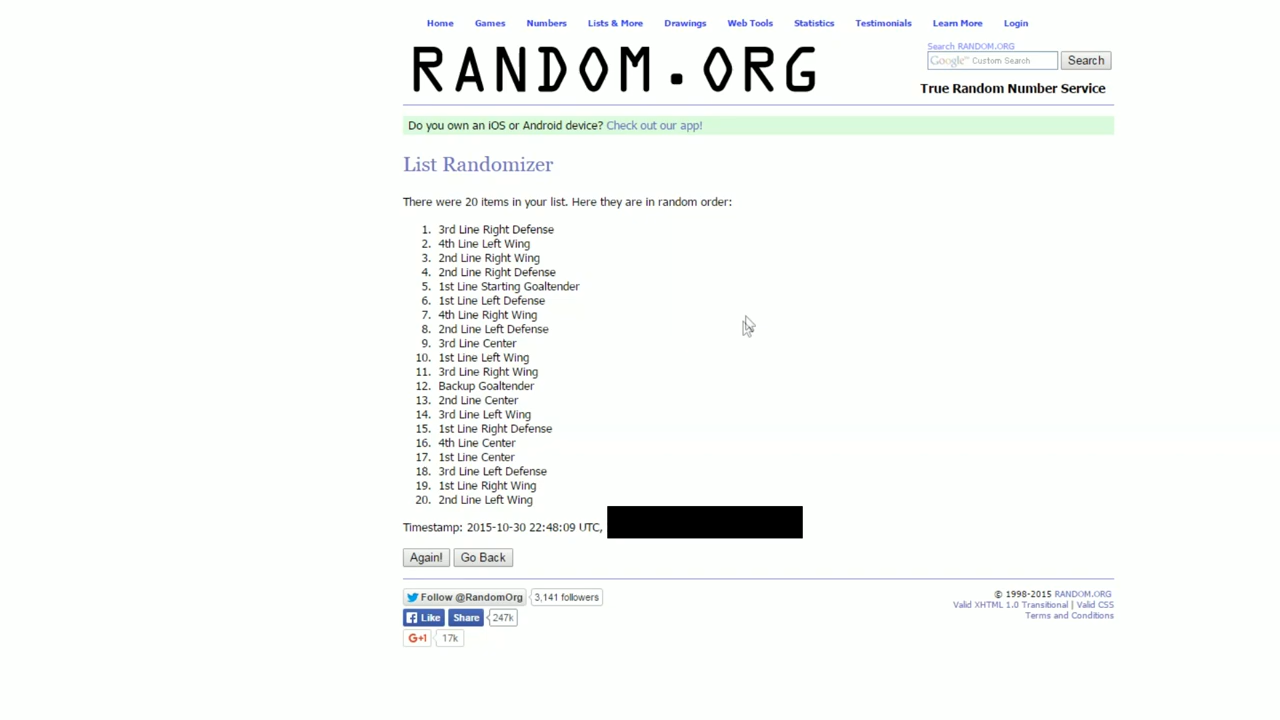 Home Games Numbers Lists & More Drawings Web Tools Statistics Testimonials Learn More Login
RANDOM.ORG
Search RANDOM.ORG
Google™ Custom Search Search
True Random Number Service
Do you own an iOS or Android device? Check out our app!
List Randomizer
There were 20 items in your list. Here they are in random order:
1. 3rd Line Right Defense
2. 4th Line Left Wing
3. 2nd Line Right Wing
4. 2nd Line Right Defense
5. 1st Line Starting Goaltender
6. 1st Line Left Defense
7. 4th Line Right Wing
8. 2nd Line Left Defense
9. 3rd Line Center
10. 1st Line Left Wing
11. 3rd Line Right Wing
12. Backup Goaltender
13. 2nd Line Center
14. 3rd Line Left Wing
15. 1st Line Right Defense
16. 4th Line Center
17. 1st Line Center
18. 3rd Line Left Defense
19. 1st Line Right Wing
20. 2nd Line Left Wing
Timestamp: 2015-10-30 22:48:09 UTC,
Again! Go Back
Follow @RandomOrg 3,141 followers
Like Share 247k
G+1 17k
© 1998-2015 RANDOM.ORG
Valid XHTML 1.0 Transitional | Valid CSS
Terms and Conditions